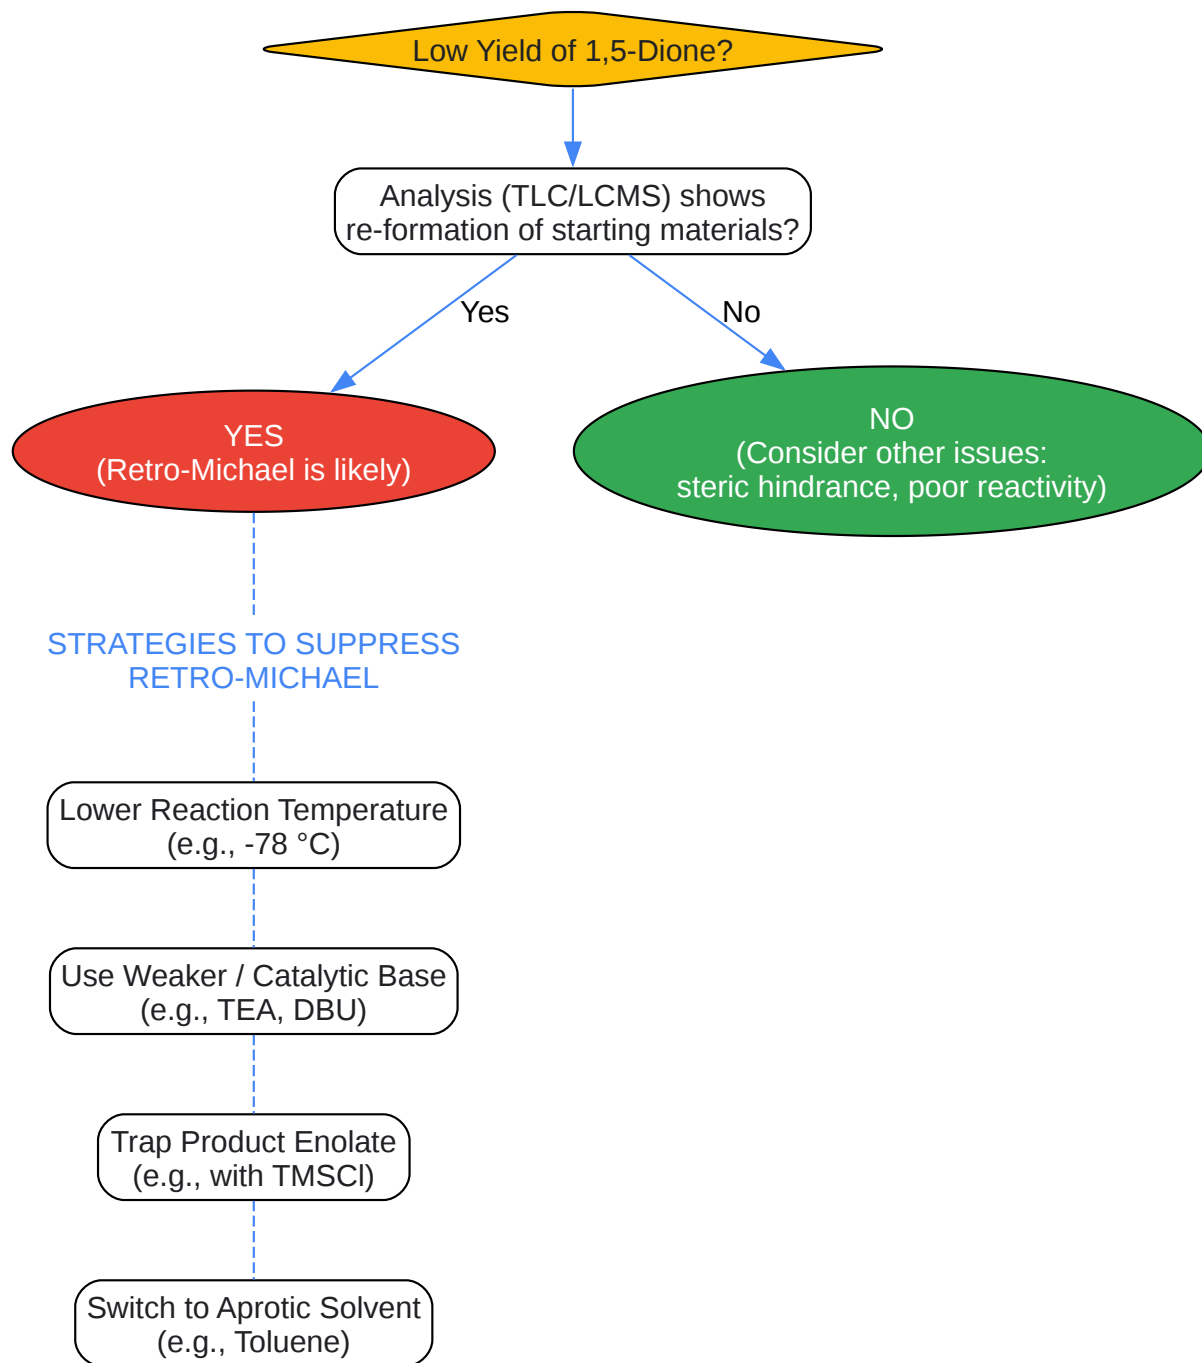 Low Yield of 1,5-Dione?
Analysis (TLC/LCMS) shows
re-formation of starting materials?
Yes
No
YES
(Retro-Michael is likely)
NO
(Consider other issues:
steric hindrance, poor reactivity)
STRATEGIES TO SUPPRESS
RETRO-MICHAEL
Lower Reaction Temperature
(e.g., -78 °C)
Use Weaker / Catalytic Base
(e.g., TEA, DBU)
Trap Product Enolate
(e.g., with TMSCl)
Switch to Aprotic Solvent
(e.g., Toluene)